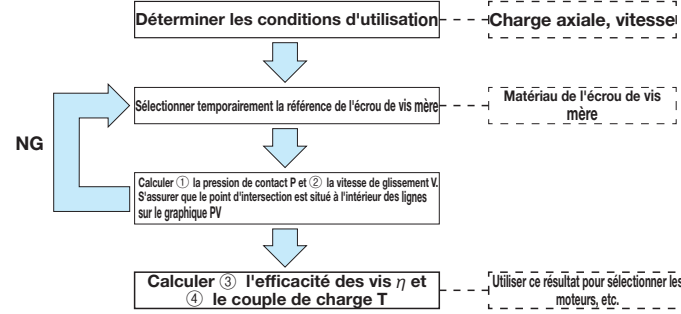 Déterminer les conditions d'utilisation
Charge axiale, vitesse
Sélectionner temporairement la référence de l'écrou de vis mère
Matériau de l'écrou de vis
mère
NG
Calculer ① la pression de contact P et ② la vitesse de glissement V.
S'assurer que le point d'intersection est situé à l'intérieur des lignes
sur le graphique PV
Calculer ③ l'efficacité des vis η et
④ le couple de charge T
Utiliser ce résultat pour sélectionner les
moteurs, etc.